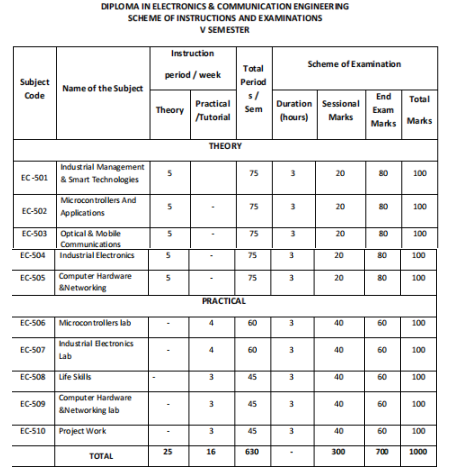 DIPLOMA IN ELECTRONICS & COMMUNICATION ENGINEERING
SCHEME OF INSTRUCTIONS AND EXAMINATIONS
V SEMESTER
Subject Code | Name of the Subject | Instruction period / week | Total Period s / Sem | Scheme of Examination
Theory | Practical /Tutorial | Duration (hours) | Sessional Marks | End Exam Marks | Total Marks
THEORY
EC -501 | Industrial Management & Smart Technologies | 5 | | 75 | 3 | 20 | 80 | 100
EC-502 | Microcontrollers And Applications | 5 | - | 75 | 3 | 20 | 80 | 100
EC-503 | Optical & Mobile Communications | 5 | - | 75 | 3 | 20 | 80 | 100
EC-504 | Industrial Electronics | 5 | - | 75 | 3 | 20 | 80 | 100
EC-505 | Computer Hardware &Networking | 5 | - | 75 | 3 | 20 | 80 | 100
PRACTICAL
EC-506 | Microcontrollers lab | - | 4 | 60 | 3 | 40 | 60 | 100
EC-507 | Industrial Electronics Lab | - | 4 | 60 | 3 | 40 | 60 | 100
EC-508 | Life Skills | - | 3 | 45 | 3 | 40 | 60 | 100
EC-509 | Computer Hardware &Networking lab | - | 3 | 45 | 3 | 40 | 60 | 100
EC-510 | Project Work | - | 3 | 45 | 3 | 40 | 60 | 100
TOTAL | 25 | 16 | 630 | - | 300 | 700 | 1000